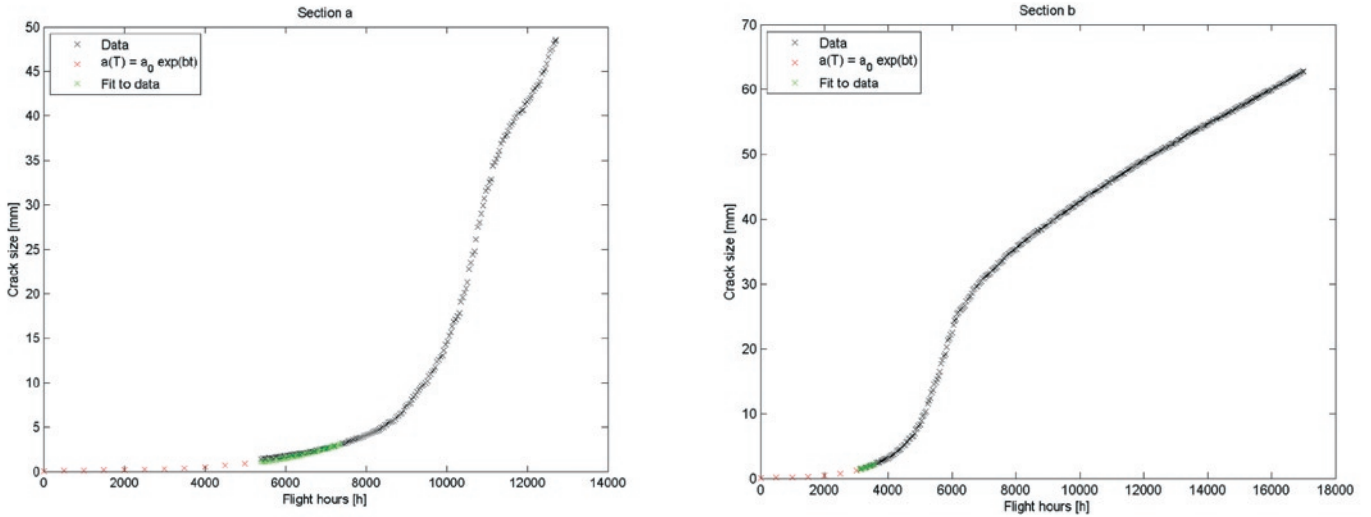 Section a
50
45
40
35
30
25
20
15
10
5
0
Crack size [mm]
Data
a(T) = a0 exp(bt)
Fit to data
0 2000 4000 6000 8000 10000 12000 14000
Flight hours [h]
Section b
70
60
50
40
30
20
10
0
Crack size [mm]
Data
a(T) = a0 exp(bt)
Fit to data
0 2000 4000 6000 8000 10000 12000 14000 16000 18000
Flight hours [h]